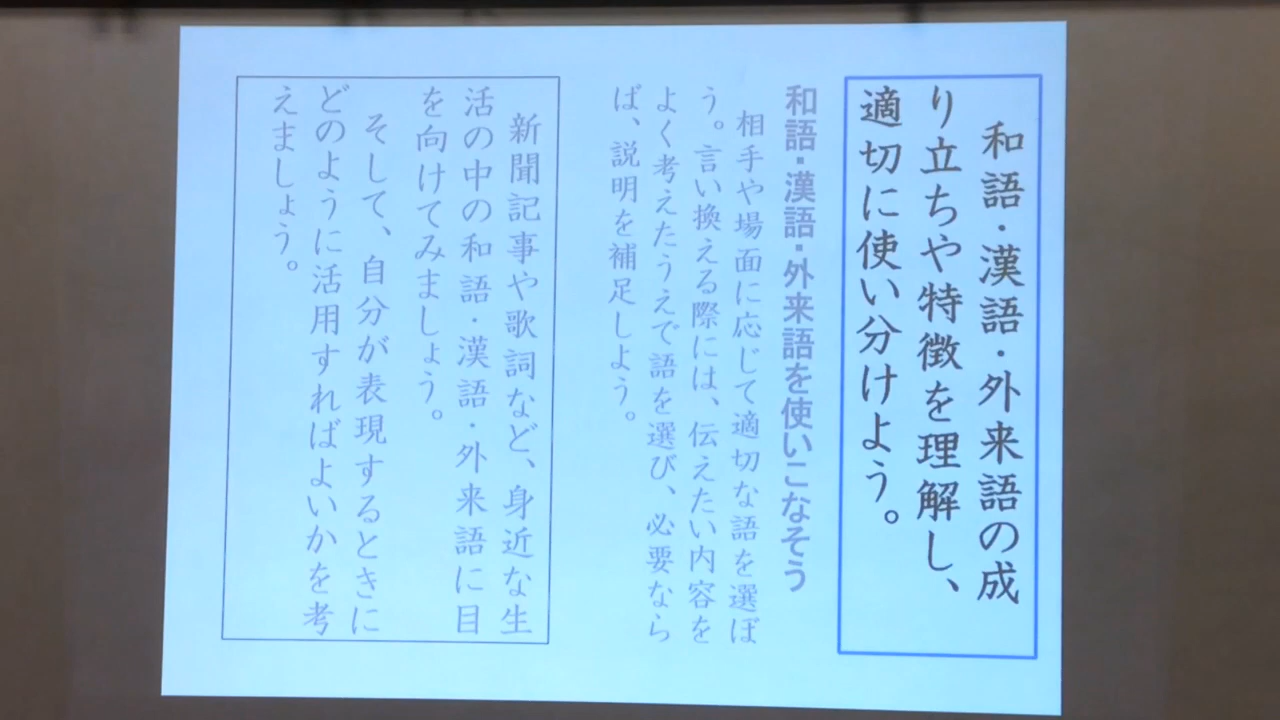 和語・漢語・外来語の成
り立ちや特徴を理解し、
適切に使い分けよう。
和語・漢語・外来語を使いこなそう
相手や場面に応じて適切な語を選ぼ
う。言い換える際には、伝えたい内容を
よく考えたうえで語を選び、必要なら
ば、説明を補足しよう。
新聞記事や歌詞など、身近な生
活の中の和語・漢語・外来語に目
を向けてみましょう。
そして、自分が表現するときに
どのように活用すればよいかを考
えましょう。